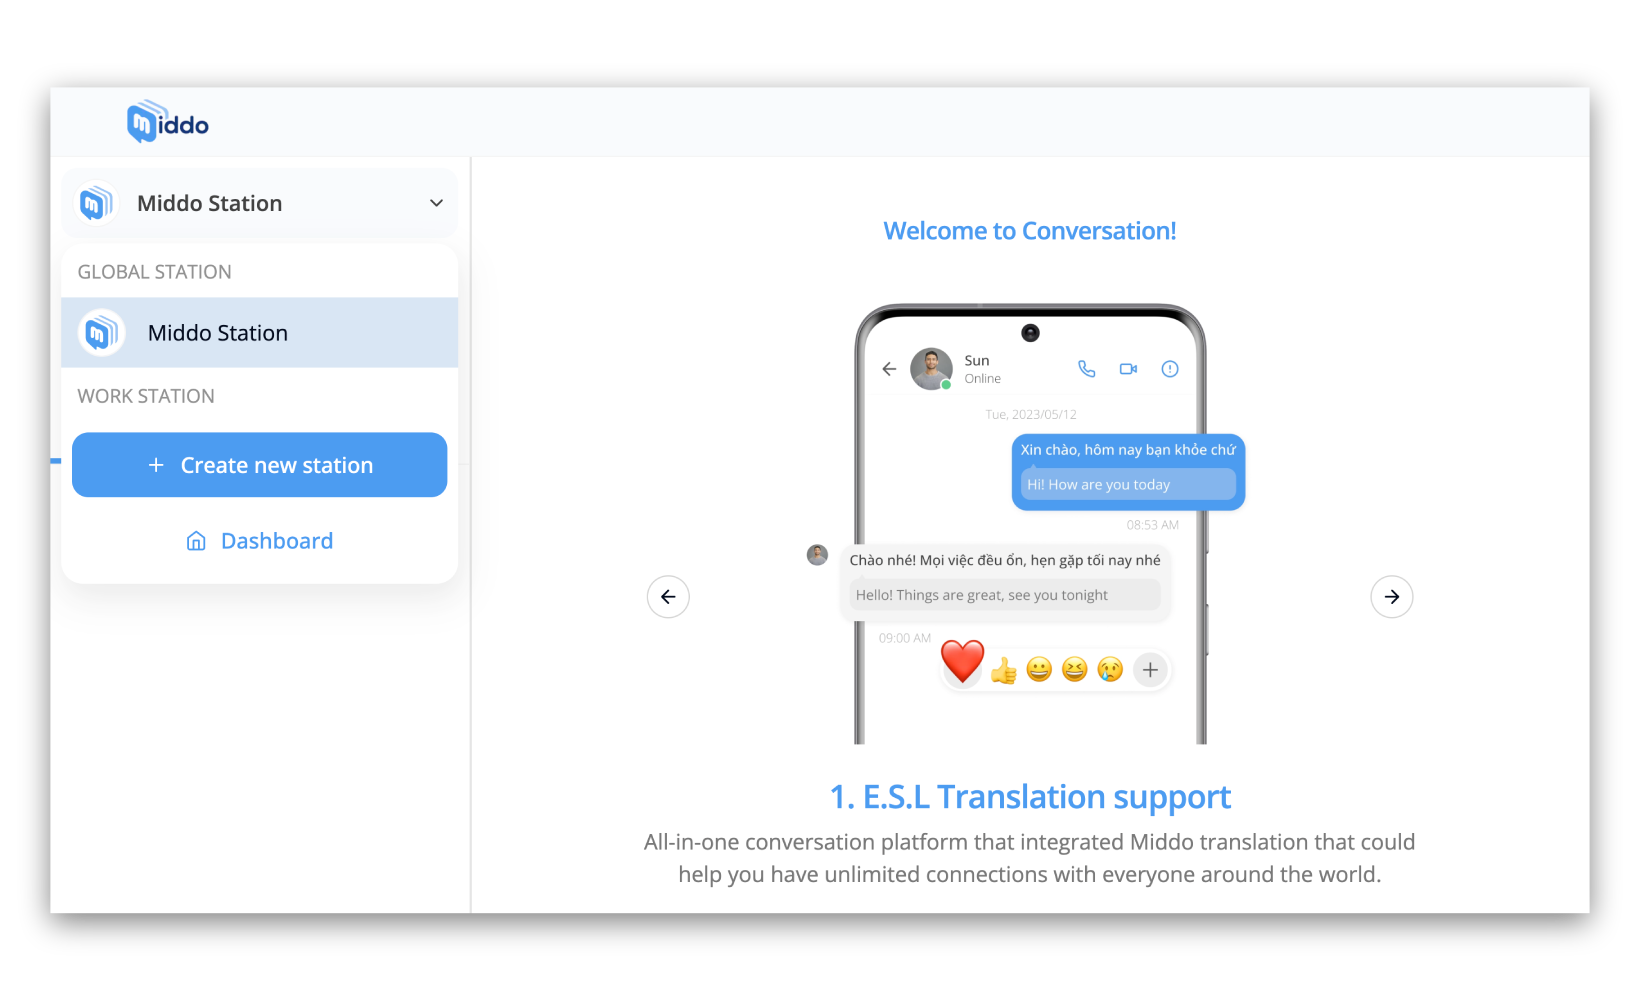 middo
Middo Station
GLOBAL STATION
Middo Station
WORK STATION
+ Create new station
Dashboard
Welcome to Conversation!
Sun
Online
Tue, 2023/05/12
Xin chào, hôm nay bạn khỏe chứ
Hi! How are you today
08:53 AM
Chào nhé! Mọi việc đều ổn, hẹn gặp tối nay nhé
Hello! Things are great, see you tonight
09:00 AM
1. E.S.L Translation support
All-in-one conversation platform that integrated Middo translation that could
help you have unlimited connections with everyone around the world.